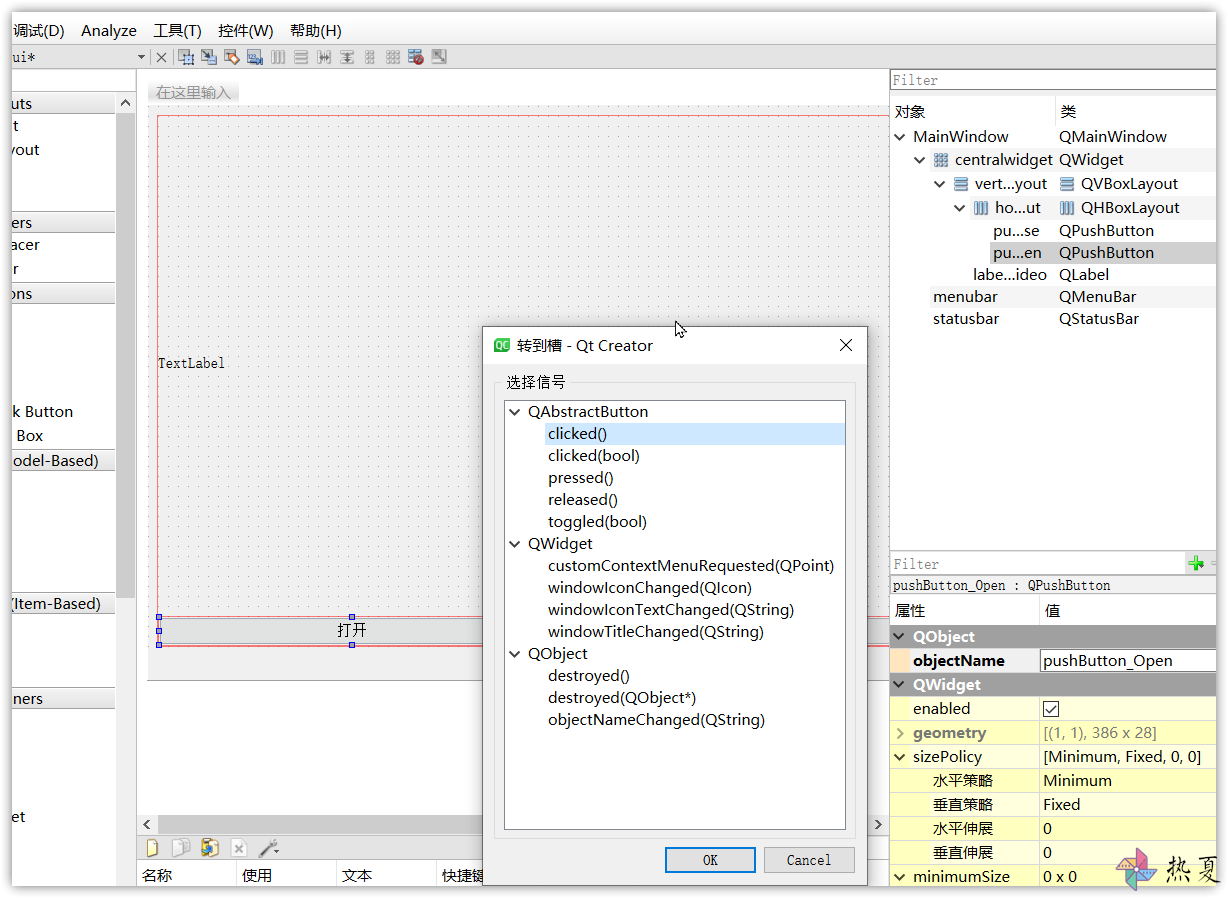 调试(D) Analyze 工具(T) 控件(W) 帮助(H)
ui*
在这里输入
uts
t
yout
ers
acer
r
ons
k Button
Box
odel-Based)
(Item-Based)
ners
et
TextLabel
打开
名称 使用 文本 快捷键
转到槽 - Qt Creator
选择信号
QAbstractButton
clicked()
clicked(bool)
pressed()
released()
toggled(bool)
QWidget
customContextMenuRequested(QPoint)
windowIconChanged(QIcon)
windowIconTextChanged(QString)
windowTitleChanged(QString)
QObject
destroyed()
destroyed(QObject*)
objectNameChanged(QString)
OK Cancel
Filter
对象 类
MainWindow QMainWindow
centralwidget QWidget
vert...yout QVBoxLayout
ho...ut QHBoxLayout
pu...se QPushButton
pu...en QPushButton
labe...ideo QLabel
menubar QMenuBar
statusbar QStatusBar
Filter
pushButton_Open : QPushButton
属性 值
QObject
objectName pushButton_Open
QWidget
enabled
geometry [(1, 1), 386 x 28]
sizePolicy [Minimum, Fixed, 0, 0]
水平策略 Minimum
垂直策略 Fixed
水平伸展 0
垂直伸展 0
minimumSize 0 x 0
热夏